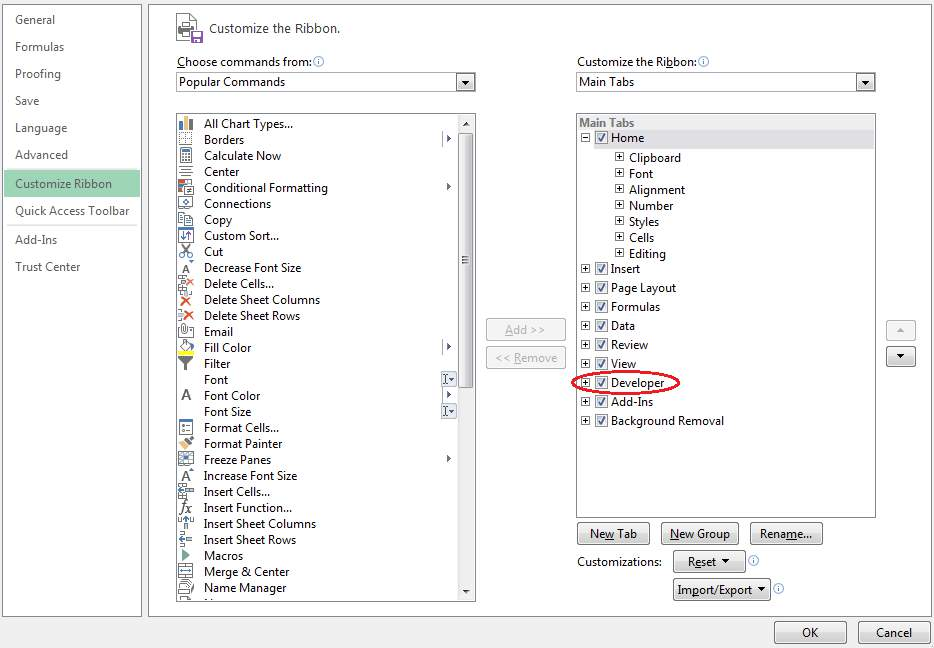 General
Formulas
Proofing
Save
Language
Advanced
Customize Ribbon
Quick Access Toolbar
Add-Ins
Trust Center
Customize the Ribbon.
Choose commands from:
Popular Commands
All Chart Types...
Borders
Calculate Now
Center
Conditional Formatting
Connections
Copy
Custom Sort...
Cut
Decrease Font Size
Delete Cells...
Delete Sheet Columns
Delete Sheet Rows
Email
Fill Color
Filter
Font
Font Color
Font Size
Format Cells...
Format Painter
Freeze Panes
Increase Font Size
Insert Cells...
Insert Function...
Insert Sheet Columns
Insert Sheet Rows
Macros
Merge & Center
Name Manager
Add >>
<< Remove
Customize the Ribbon:
Main Tabs
Main Tabs
Home
Clipboard
Font
Alignment
Number
Styles
Cells
Editing
Insert
Page Layout
Formulas
Data
Review
View
Developer
Add-Ins
Background Removal
New Tab
New Group
Rename...
Customizations:
Reset
Import/Export
OK
Cancel